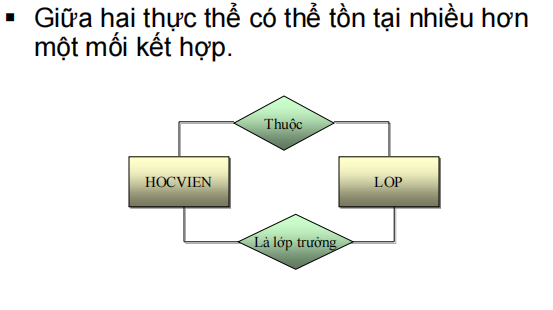 ▪ Giữa hai thực thể có thể tồn tại nhiều hơn
một mối kết hợp.
Thuộc
HOCVIEN
LOP
Là lớp trưởng